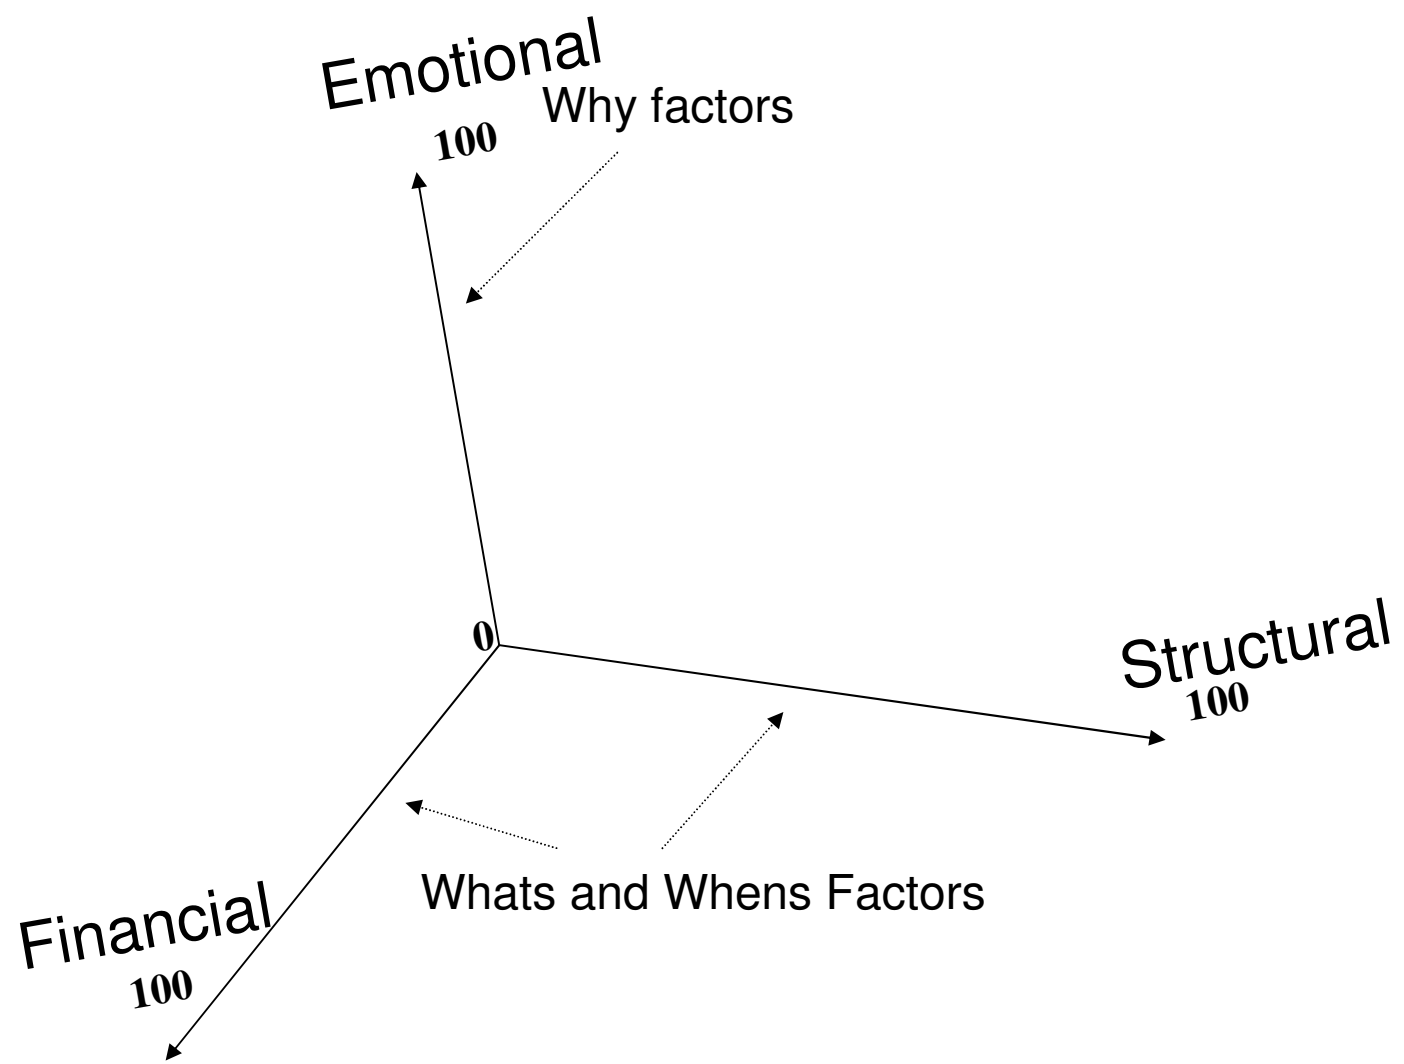 Emotional
Why factors
100
0
Structural
100
Whats and Whens Factors
Financial
100